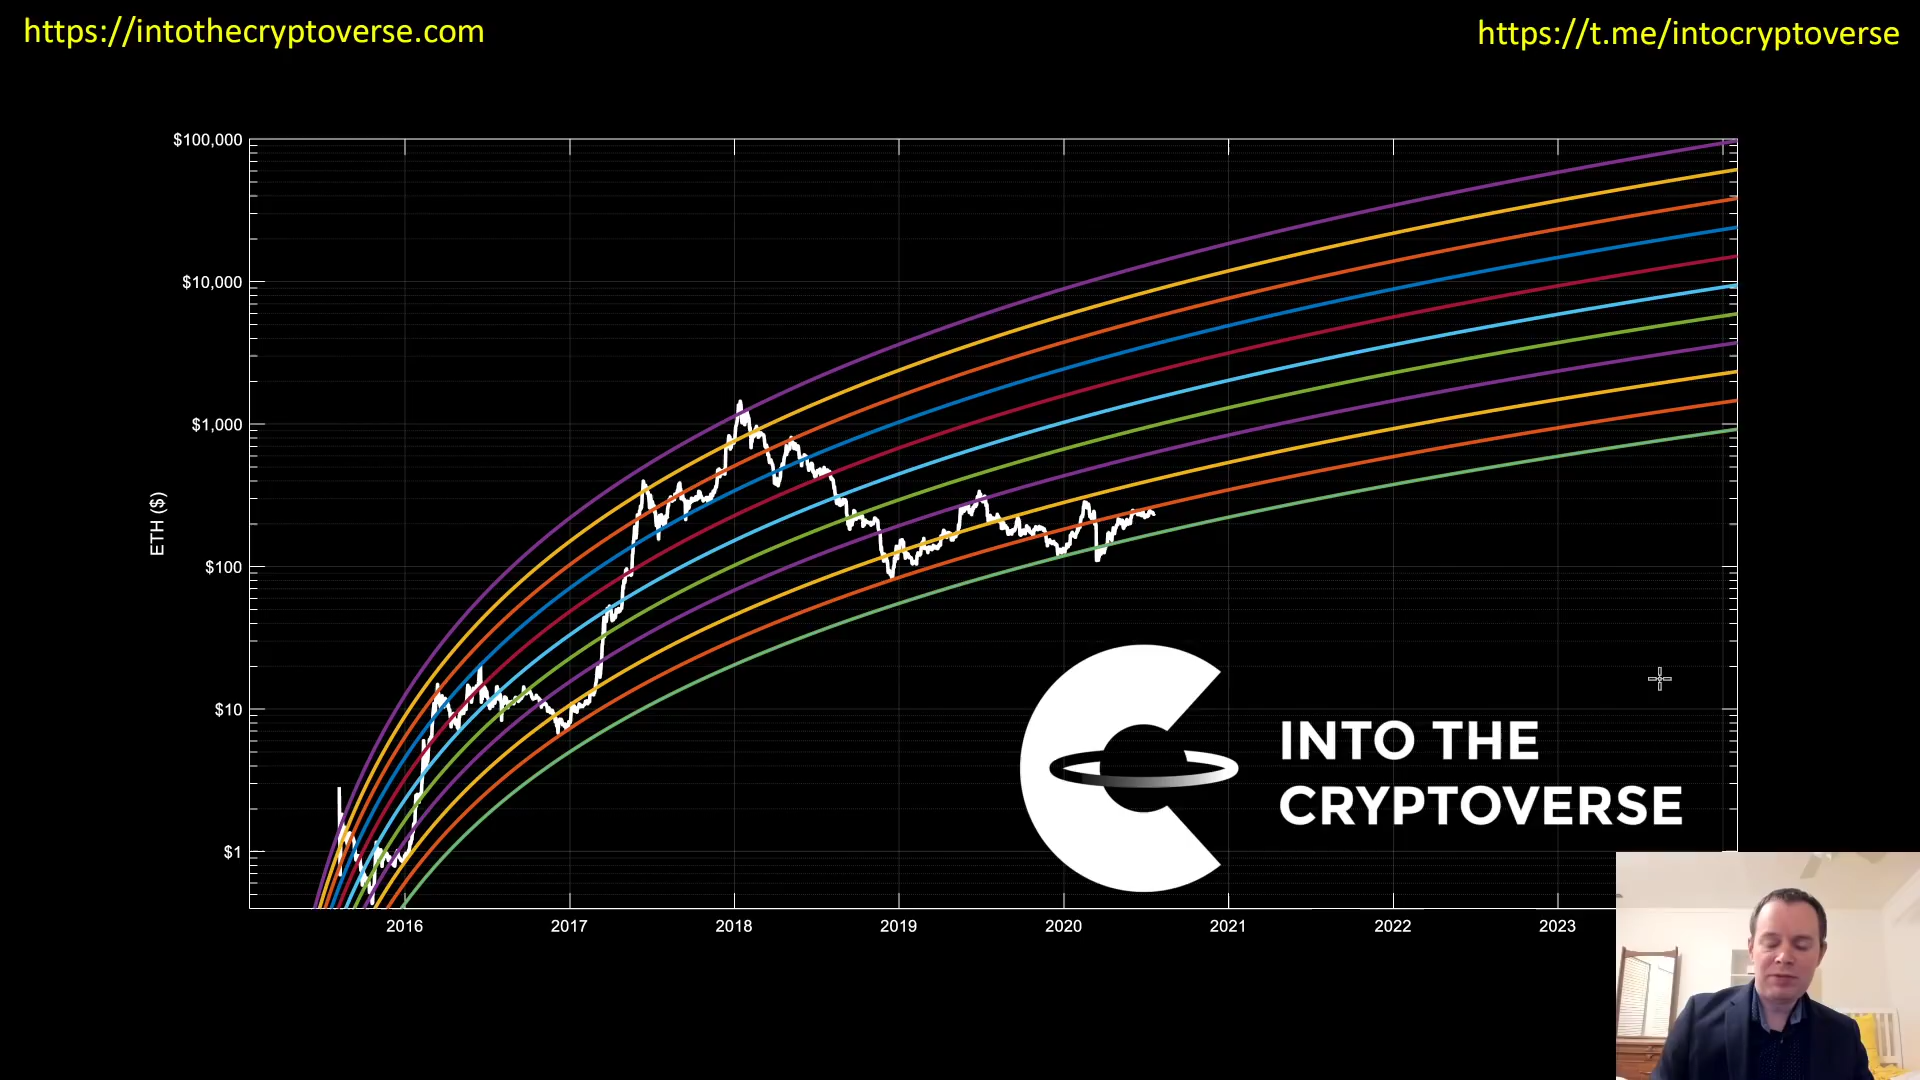 https://intothecryptoverse.com
https://t.me/intocryptoverse
$100,000
$10,000
$1,000
$100
$10
$1
ETH ($)
2016
2017
2018
2019
2020
2021
2022
2023
INTO THE
CRYPTOVERSE